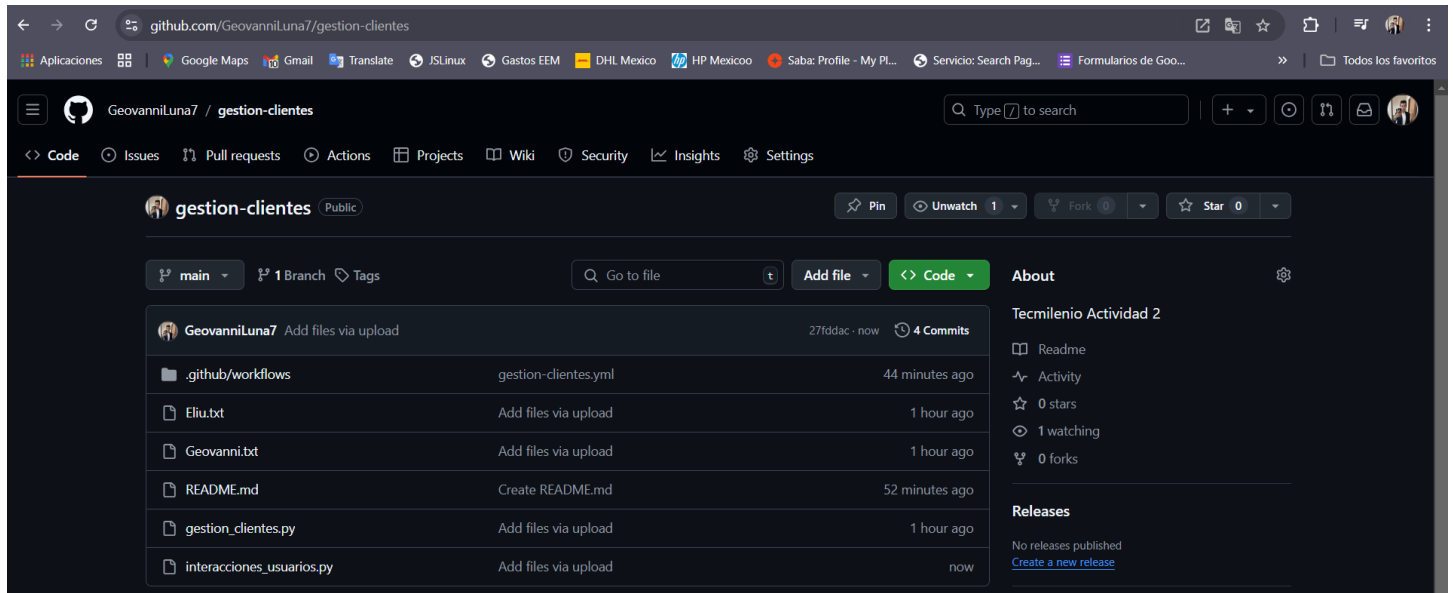 github.com/GeovanniLuna7/gestion-clientes
Aplicaciones Google Maps Gmail Translate JSLinux Gastos EEM DHL Mexico HP Mexicoo Saba: Profile - My Pl... Servicio: Search Pag... Formularios de Goo... » Todos los favoritos
GeovanniLuna7 / gestion-clientes Type / to search
<> Code Issues Pull requests Actions Projects Wiki Security Insights Settings
gestion-clientes Public Pin Unwatch 1 Fork 0 Star 0
main 1 Branch Tags Go to file t Add file <> Code About
Tecmilenio Actividad 2
GeovanniLuna7 Add files via upload 27fddac · now 4 Commits
Readme
.github/workflows gestion-clientes.yml 44 minutes ago
Activity
0 stars
Eliu.txt Add files via upload 1 hour ago
1 watching
Geovanni.txt Add files via upload 1 hour ago
0 forks
README.md Create README.md 52 minutes ago
Releases
gestion_clientes.py Add files via upload 1 hour ago
No releases published
Create a new release
interacciones_usuarios.py Add files via upload now